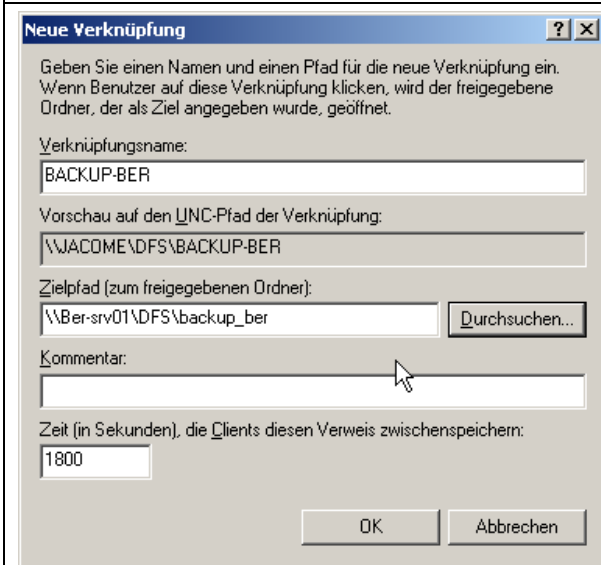 Neue Verknüpfung
Geben Sie einen Namen und einen Pfad für die neue Verknüpfung ein.
Wenn Benutzer auf diese Verknüpfung klicken, wird der freigegebene
Ordner, der als Ziel angegeben wurde, geöffnet.
Verknüpfungsname:
BACKUP-BER
Vorschau auf den UNC-Pfad der Verknüpfung:
\\JACOME\DFS\BACKUP-BER
Zielpfad (zum freigegebenen Ordner):
\\Ber-srv01\DFS\backup_ber
Durchsuchen...
Kommentar:
Zeit (in Sekunden), die Clients diesen Verweis zwischenspeichern:
1800
OK Abbrechen